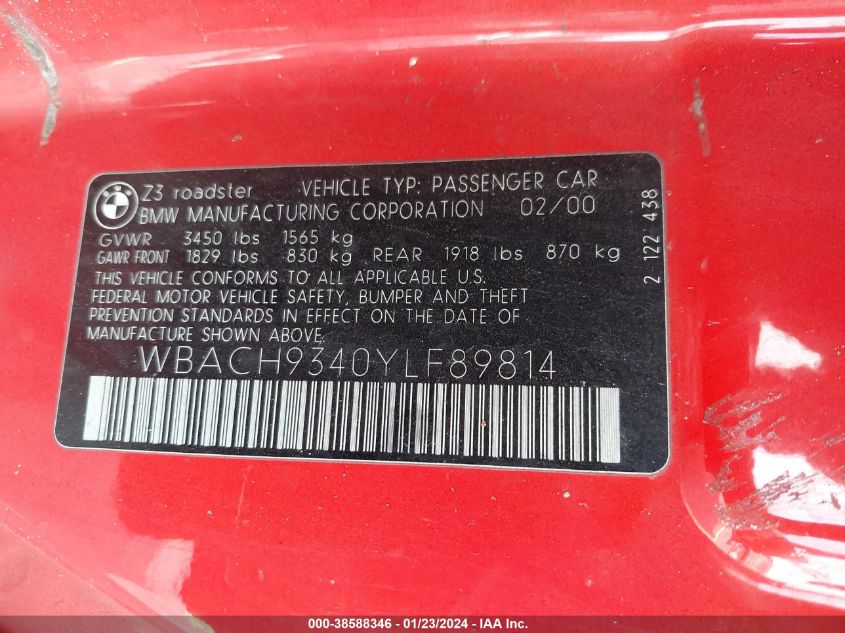 BMW
Z3 roadster VEHICLE TYP: PASSENGER CAR
BMW MANUFACTURING CORPORATION 02/00
GVWR 3450 lbs 1565 kg
GAWR FRONT 1829 lbs 830 kg REAR 1918 lbs 870 kg
THIS VEHICLE CONFORMS TO ALL APPLICABLE U.S.
FEDERAL MOTOR VEHICLE SAFETY, BUMPER AND THEFT
PREVENTION STANDARDS IN EFFECT ON THE DATE OF
MANUFACTURE SHOWN ABOVE.
WBACH9340YLF89814
2 122 438
000-38588346 - 01/23/2024 - IAA, Inc.